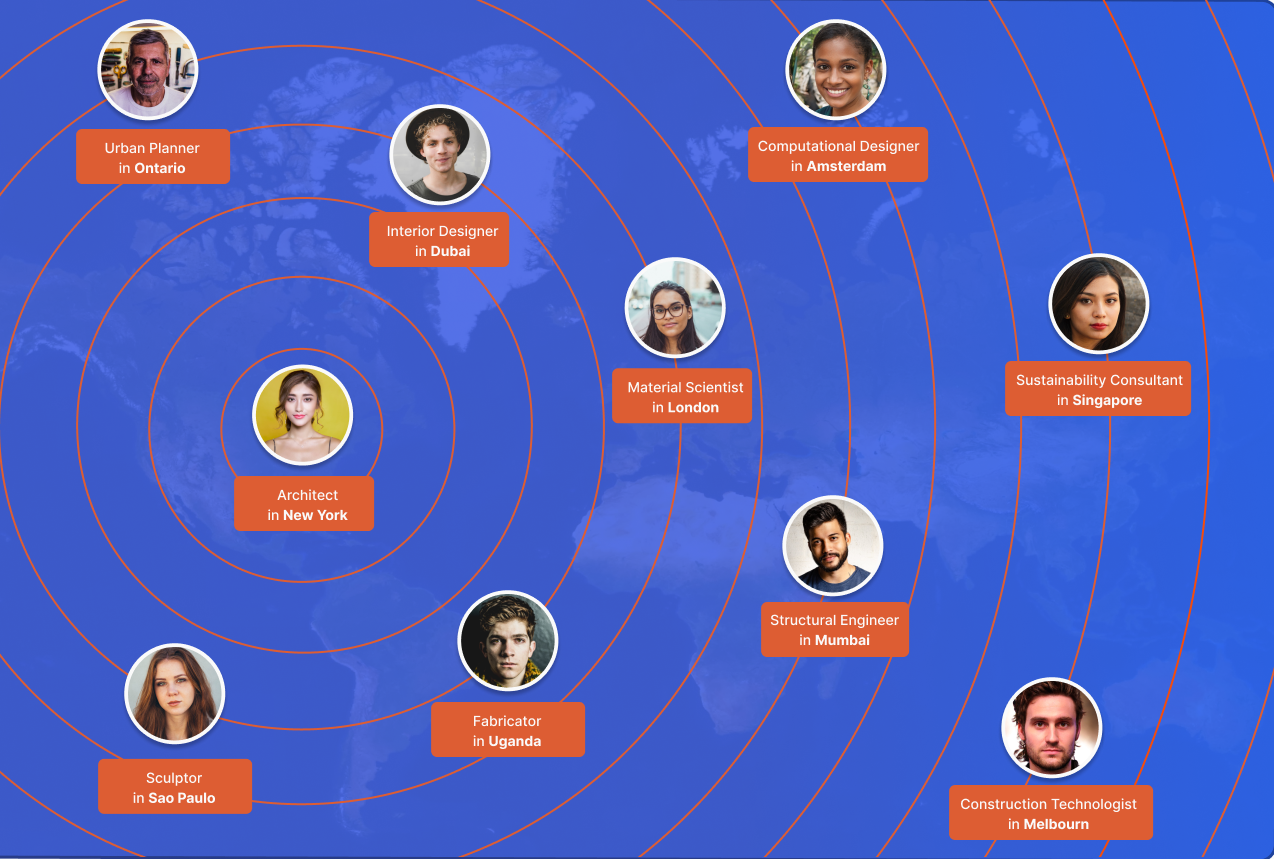 Urban Planner
in Ontario
Computational Designer
in Amsterdam
Interior Designer
in Dubai
Material Scientist
in London
Sustainability Consultant
in Singapore
Architect
in New York
Structural Engineer
in Mumbai
Fabricator
in Uganda
Sculptor
in Sao Paulo
Construction Technologist
in Melbourn